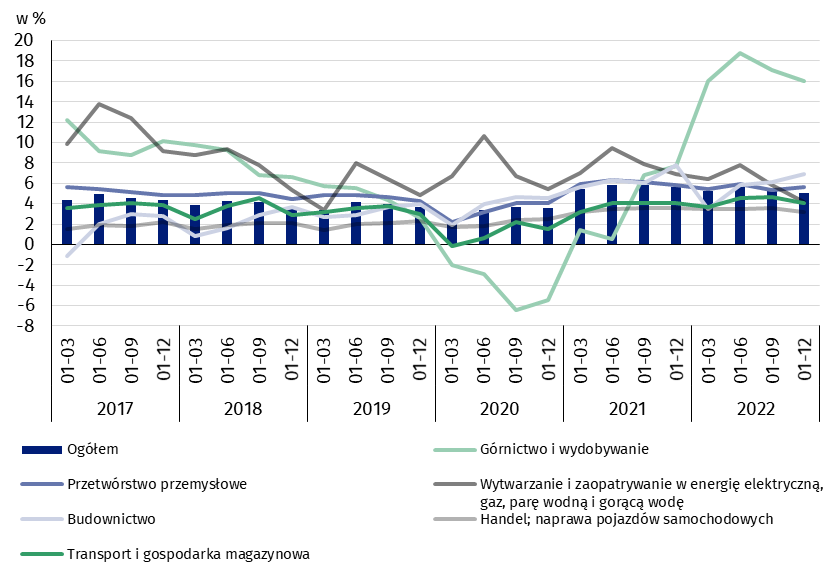 w %
20
18
16
14
12
10
8
6
4
2
0
-2
-4
-6
-8
01-03 01-06 01-09 01-12 01-03 01-06 01-09 01-12 01-03 01-06 01-09 01-12 01-03 01-06 01-09 01-12 01-03 01-06 01-09 01-12 01-03 01-06 01-09 01-12
2017 2018 2019 2020 2021 2022
Ogółem
Górnictwo i wydobywanie
Przetwórstwo przemysłowe
Wytwarzanie i zaopatrywanie w energię elektryczną,
gaz, parę wodną i gorącą wodę
Budownictwo
Handel; naprawa pojazdów samochodowych
Transport i gospodarka magazynowa